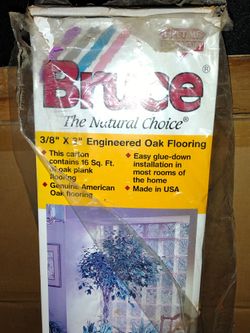 Bruce®
The Natural Choice®
3/8" X 3" Engineered Oak Flooring
• This carton
contains 16 Sq. Ft.
of oak plank
flooring
• Genuine American
Oak flooring
• Easy glue-down
installation in
most rooms of
the home
• Made in USA